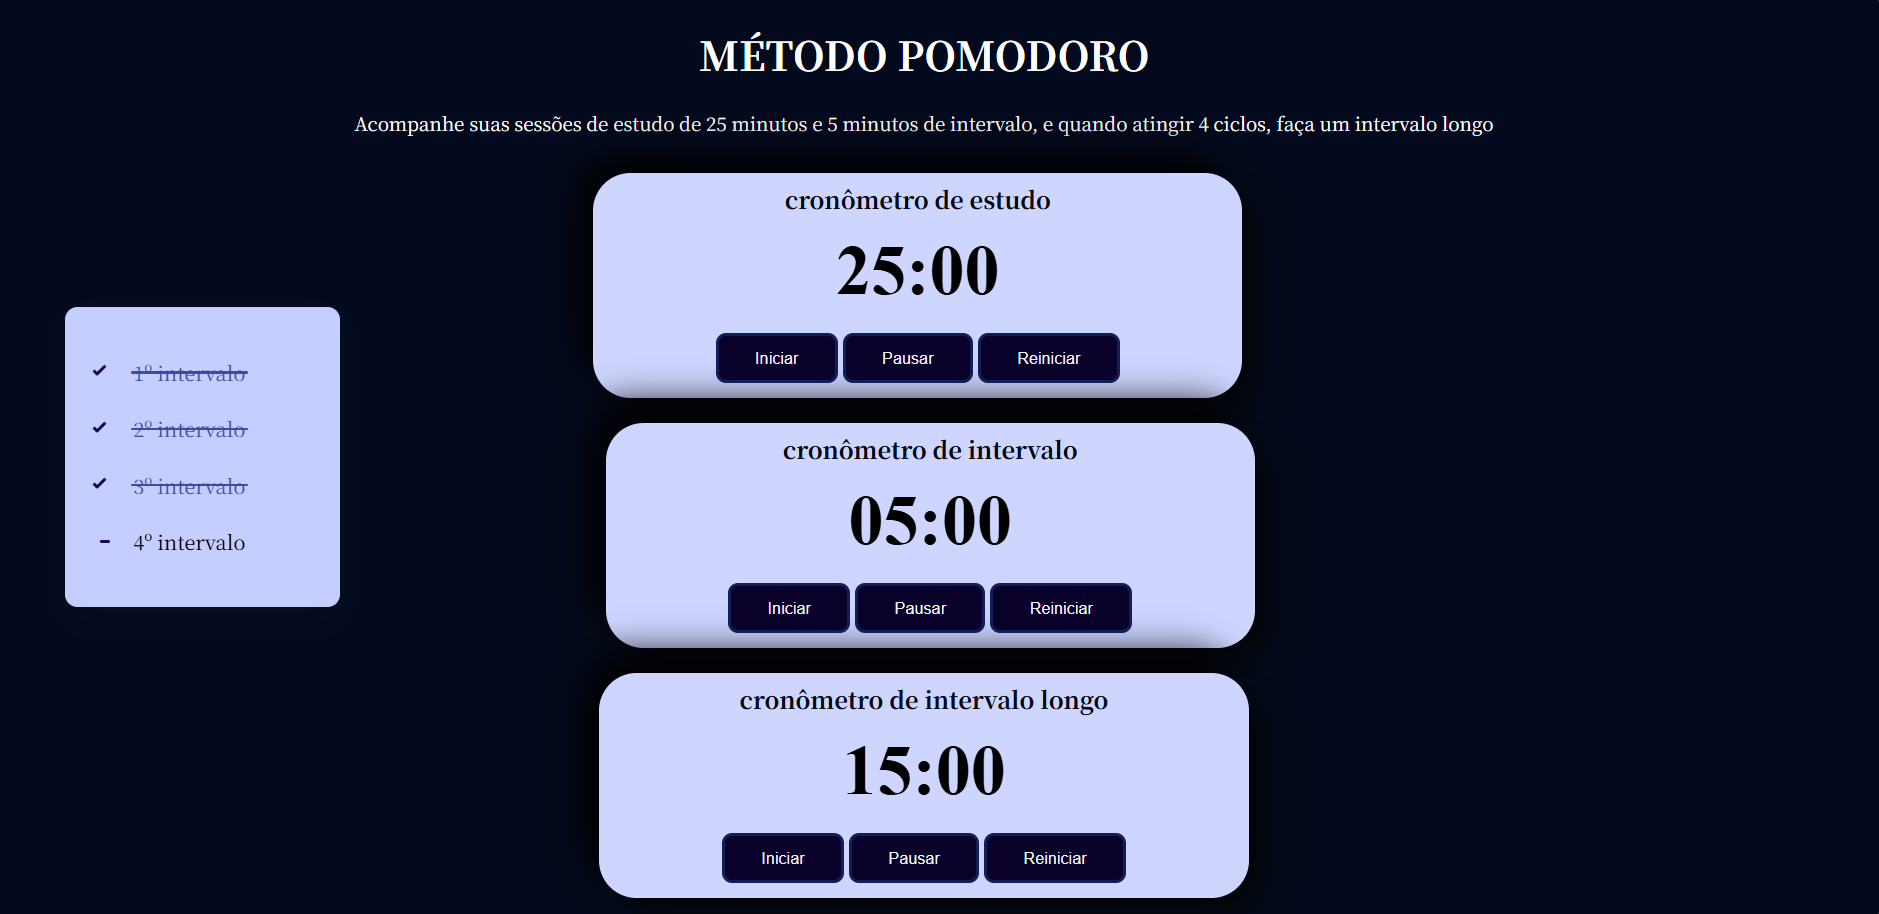 MÉTODO POMODORO
Acompanhe suas sessões de estudo de 25 minutos e 5 minutos de intervalo, e quando atingir 4 ciclos, faça um intervalo longo
1º intervalo
2º intervalo
3º intervalo
4º intervalo
cronômetro de estudo
25:00
Iniciar Pausar Reiniciar
cronômetro de intervalo
05:00
Iniciar Pausar Reiniciar
cronômetro de intervalo longo
15:00
Iniciar Pausar Reiniciar